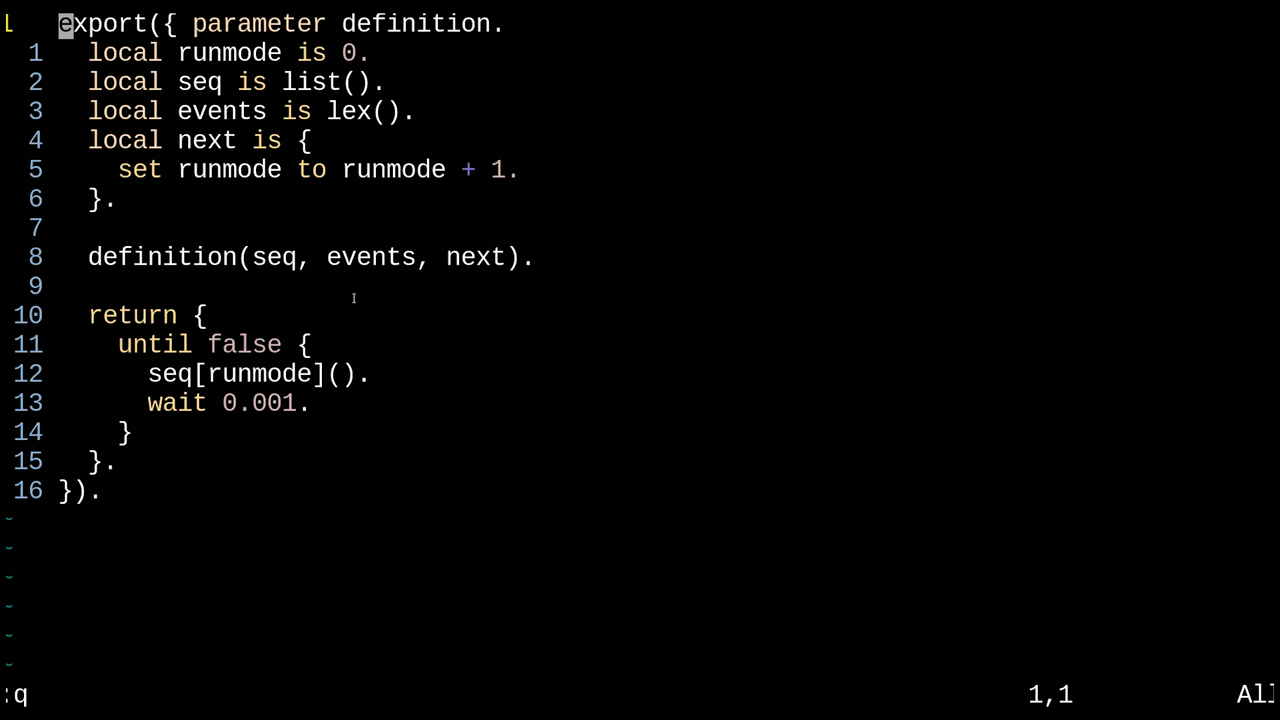 1 export({ parameter definition.
1 local runmode is 0.
2 local seq is list().
3 local events is lex().
4 local next is {
5 set runmode to runmode + 1.
6 }.
7
8 definition(seq, events, next).
9
10 return {
11 until false {
12 seq[runmode]().
13 wait 0.001.
14 }
15 }.
16 }).
~
~
~
~
~
~
:q 1,1 All